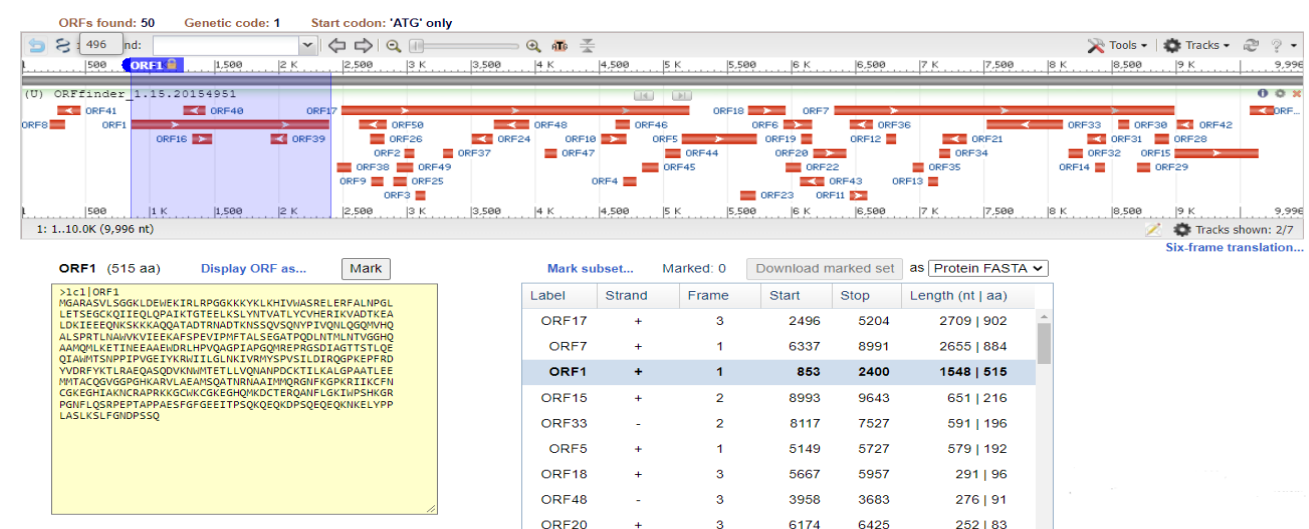 ORFs found: 50 Genetic code: 1 Start codon: 'ATG' only
496 nd: Tools Tracks ?
1 500 ORF1 1,500 2 K 2,500 3 K 3,500 4 K 4,500 5 K 5,500 6 K 6,500 7 K 7,500 8 K 8,500 9 K 9,996
(U) ORFfinder_1.15.20154951
ORF41 ORF40 ORF17 ORF18 ORF7 ORF...
ORF8 ORF1 ORF50 ORF48 ORF46 ORF6 ORF36 ORF33 ORF30 ORF42
ORF16 ORF39 ORF26 ORF24 ORF10 ORF5 ORF19 ORF12 ORF21 ORF31 ORF28
ORF2 ORF37 ORF47 ORF44 ORF20 ORF34 ORF32 ORF15
ORF38 ORF49 ORF45 ORF22 ORF35 ORF14 ORF29
ORF9 ORF25 ORF4 ORF43 ORF13
ORF3 ORF23 ORF11
1 500 1 K 1,500 2 K 2,500 3 K 3,500 4 K 4,500 5 K 5,500 6 K 6,500 7 K 7,500 8 K 8,500 9 K 9,996
1: 1..10.0K (9,996 nt) Tracks shown: 2/7
Six-frame translation...
ORF1 (515 aa) Display ORF as... Mark
>lcl|ORF1
MGARASVLSGGKLDEWEKIRLRPGGKKKYKLKHIVWASRELERFALNPGL
LETSEGCKQIIEQLQPAIKTGTEELKSLYNTVATLYCVHERIKVADTKEA
LDKIEEEQNKSKKKAQQATADTRNADTKNSSQVSQNYPIVQNLQGQMVHQ
ALSPRTLNAWVKVIEEKAFSPEVIPMFTALSEGATPQDLNTMLNTVGGHQ
AAMQMLKETINEEAAEWDRLHPVQAGPIAPGQMREPRGSDIAGTTSTLQE
QIAWMTSNPPIPVGEIYKRWIILGLNKIVRMYSPVSILDIRQGPKEPFRD
YVDRFYKTLRAEQASQDVKNWMTETLLVQNANPDCKTILKALGPAATLEE
MMTACQGVGGPGHKARVLAEAMSQATNRNAAIMMQRGNFKGPKRIIKCFN
CGKEGHIAKNCRAPRKKGCWKCGKEGHQMKDCTERQANFLGKIWPSHKGR
PGNFLQSRPEPTAPPAESFGFGEEITPSQKQEQKDPSQEQEQKNKELYPP
LASLKSLFGNDPSSQ
Mark subset... Marked: 0 Download marked set as Protein FASTA
Label Strand Frame Start Stop Length (nt | aa)
ORF17 + 3 2496 5204 2709 | 902
ORF7 + 1 6337 8991 2655 | 884
ORF1 + 1 853 2400 1548 | 515
ORF15 + 2 8993 9643 651 | 216
ORF33 - 2 8117 7527 591 | 196
ORF5 + 1 5149 5727 579 | 192
ORF18 + 3 5667 5957 291 | 96
ORF48 - 3 3958 3683 276 | 91
ORF20 + 3 6174 6425 252 | 83